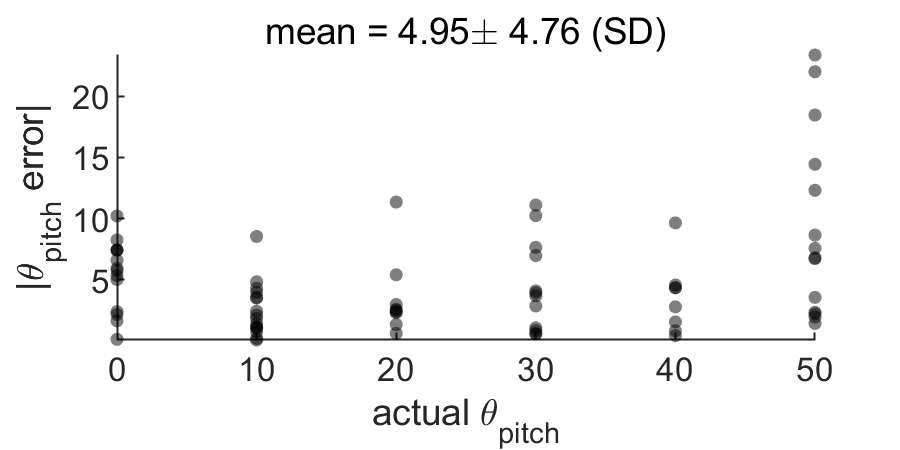 mean = 4.95± 4.76 (SD)
|θpitch error|
20
15
10
5
0 10 20 30 40 50
actual θpitch